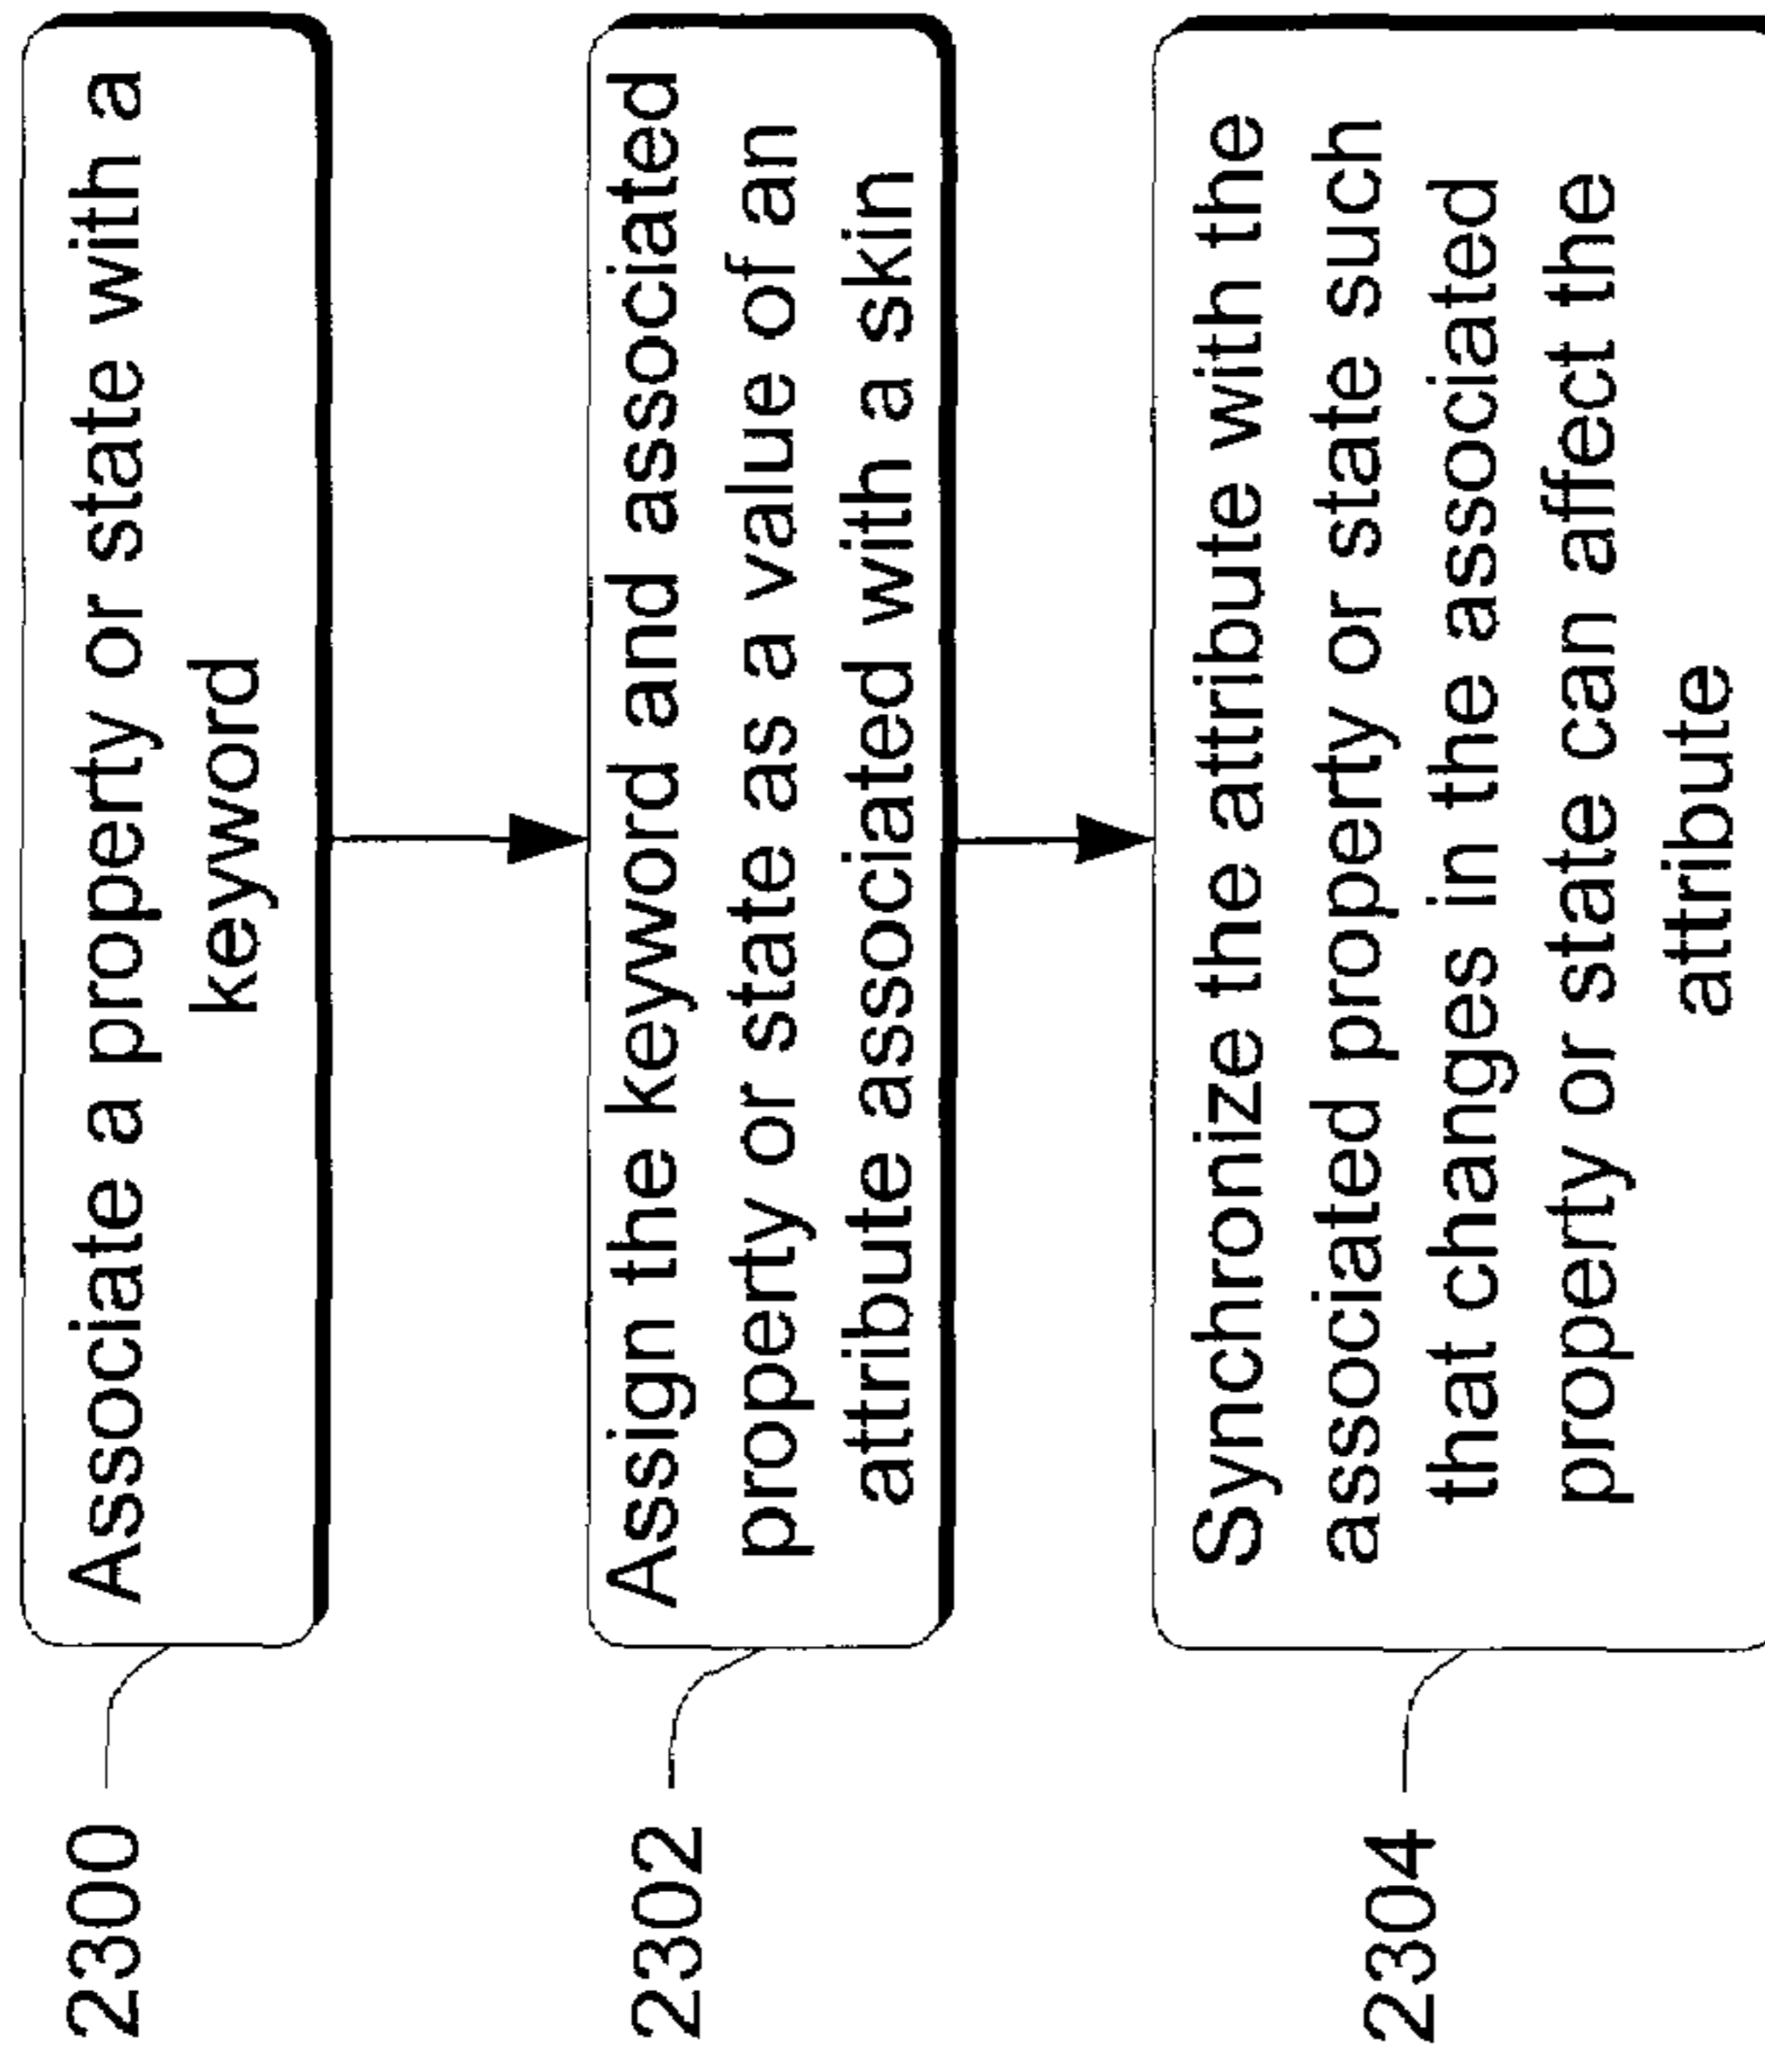 2300
Associate a property or state with a
keyword
2302
Assign the keyword and associated
property or state as a value of an
attribute associated with a skin
2304
Synchronize the attribute with the
associated property or state such
that changes in the associated
property or state can affect the
attribute